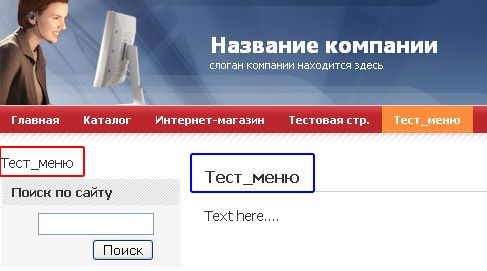 Название компании
слоган компании находится здесь
Главная Каталог Интернет-магазин Тестовая стр. Тест_меню
Тест_меню
Поиск по сайту
Поиск
Тест_меню
Text here....